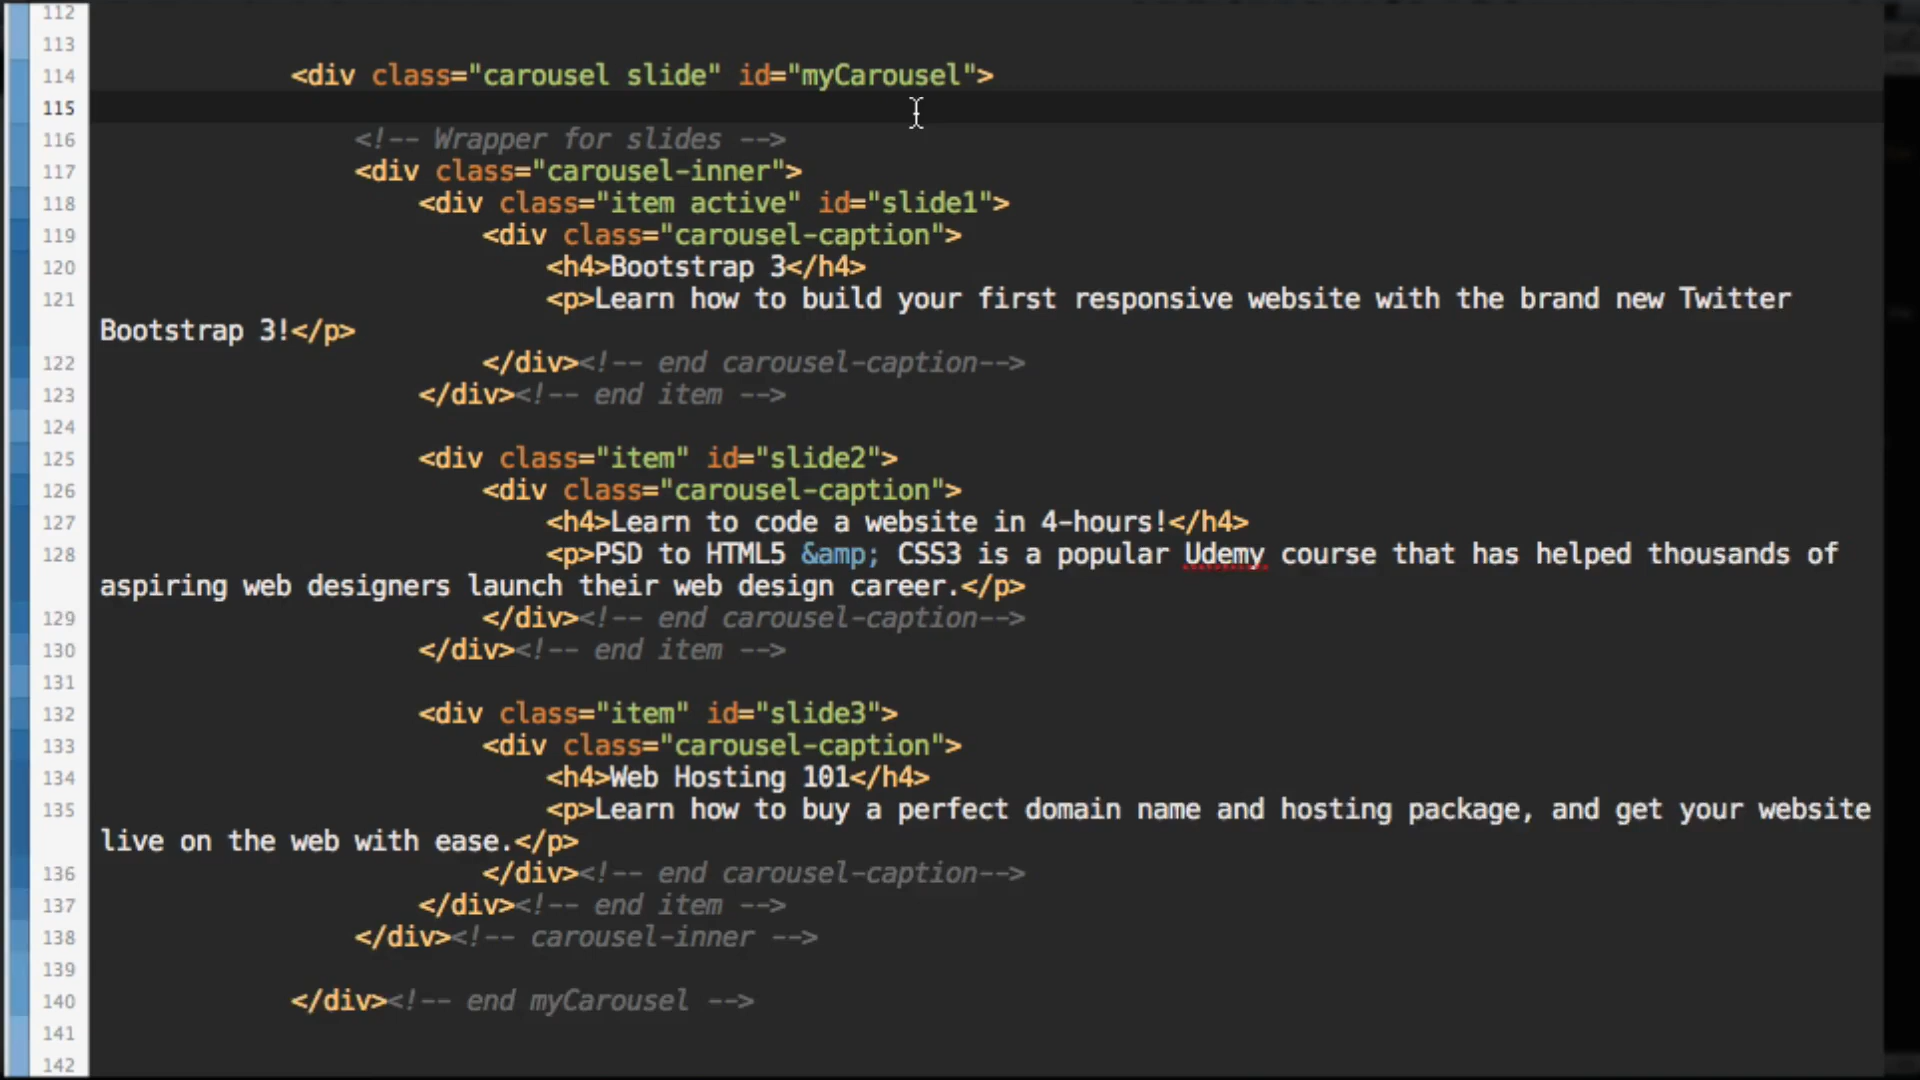 112
113
114 <div class="carousel slide" id="myCarousel">
115
116 <!-- Wrapper for slides -->
117 <div class="carousel-inner">
118 <div class="item active" id="slide1">
119 <div class="carousel-caption">
120 <h4>Bootstrap 3</h4>
121 <p>Learn how to build your first responsive website with the brand new Twitter
Bootstrap 3!</p>
122 </div><!-- end carousel-caption-->
123 </div><!-- end item -->
124
125 <div class="item" id="slide2">
126 <div class="carousel-caption">
127 <h4>Learn to code a website in 4-hours!</h4>
128 <p>PSD to HTML5 &amp; CSS3 is a popular Udemy course that has helped thousands of
aspiring web designers launch their web design career.</p>
129 </div><!-- end carousel-caption-->
130 </div><!-- end item -->
131
132 <div class="item" id="slide3">
133 <div class="carousel-caption">
134 <h4>Web Hosting 101</h4>
135 <p>Learn how to buy a perfect domain name and hosting package, and get your website
live on the web with ease.</p>
136 </div><!-- end carousel-caption-->
137 </div><!-- end item -->
138 </div><!-- carousel-inner -->
139
140 </div><!-- end myCarousel -->
141
142